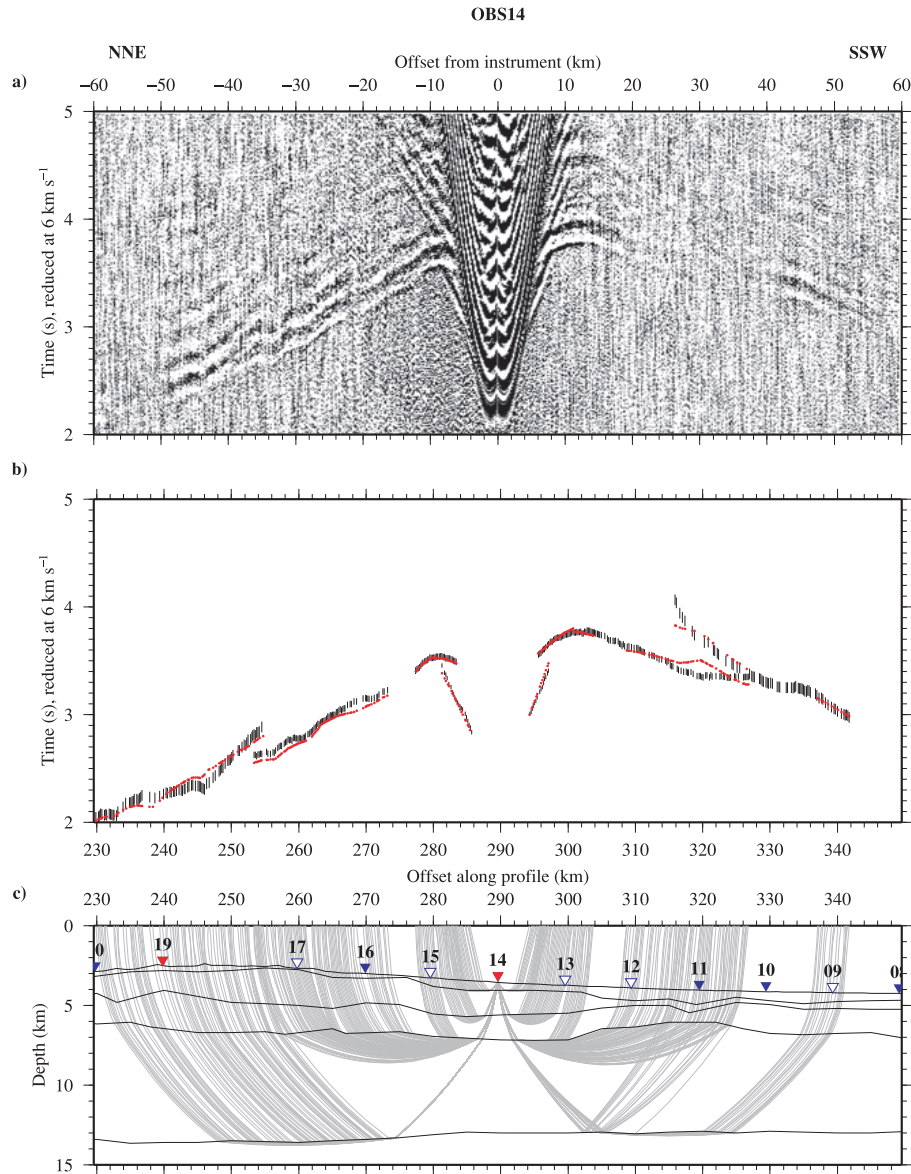 OBS14
NNE
SSW
Offset from instrument (km)
a)
−60 −50 −40 −30 −20 −10 0 10 20 30 40 50 60
5
4
3
2
Time (s), reduced at 6 km s⁻¹
b)
5
4
3
2
Time (s), reduced at 6 km s⁻¹
230 240 250 260 270 280 290 300 310 320 330 340
Offset along profile (km)
c)
230 240 250 260 270 280 290 300 310 320 330 340
0
5
10
15
Depth (km)
0 19 17 16 15 14 13 12 11 10 09 0